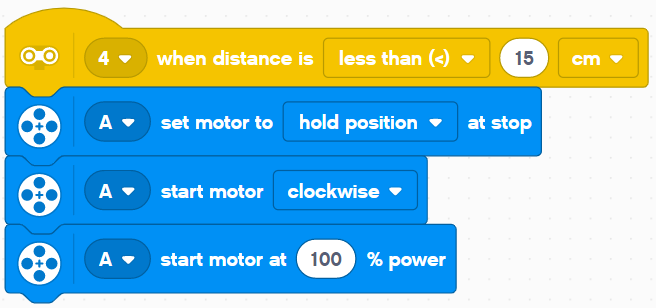 4 when distance is less than (<) 15 cm
A set motor to hold position at stop
A start motor clockwise
A start motor at 100 % power